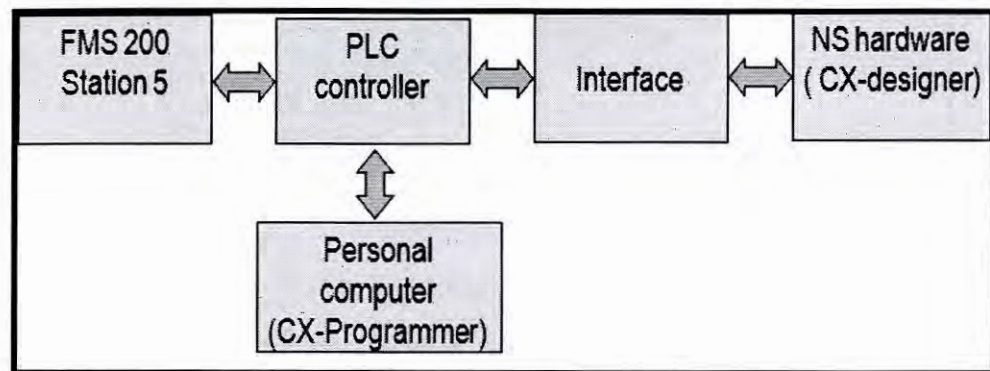 FMS 200
Station 5
PLC
controller
Interface
NS hardware
( CX-designer)
Personal
computer
(CX-Programmer)